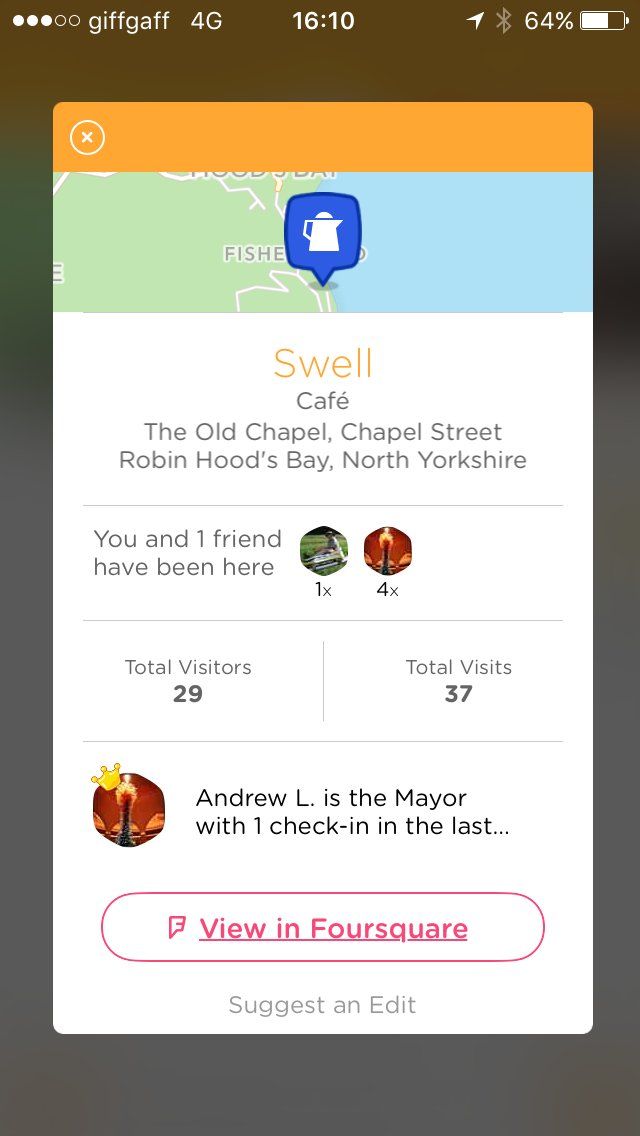 giffgaff 4G 16:10 64%
HOOD'S BAY
FISHE
E
Swell
Café
The Old Chapel, Chapel Street
Robin Hood's Bay, North Yorkshire
You and 1 friend
have been here
1x 4x
Total Visitors Total Visits
29 37
Andrew L. is the Mayor
with 1 check-in in the last...
View in Foursquare
Suggest an Edit